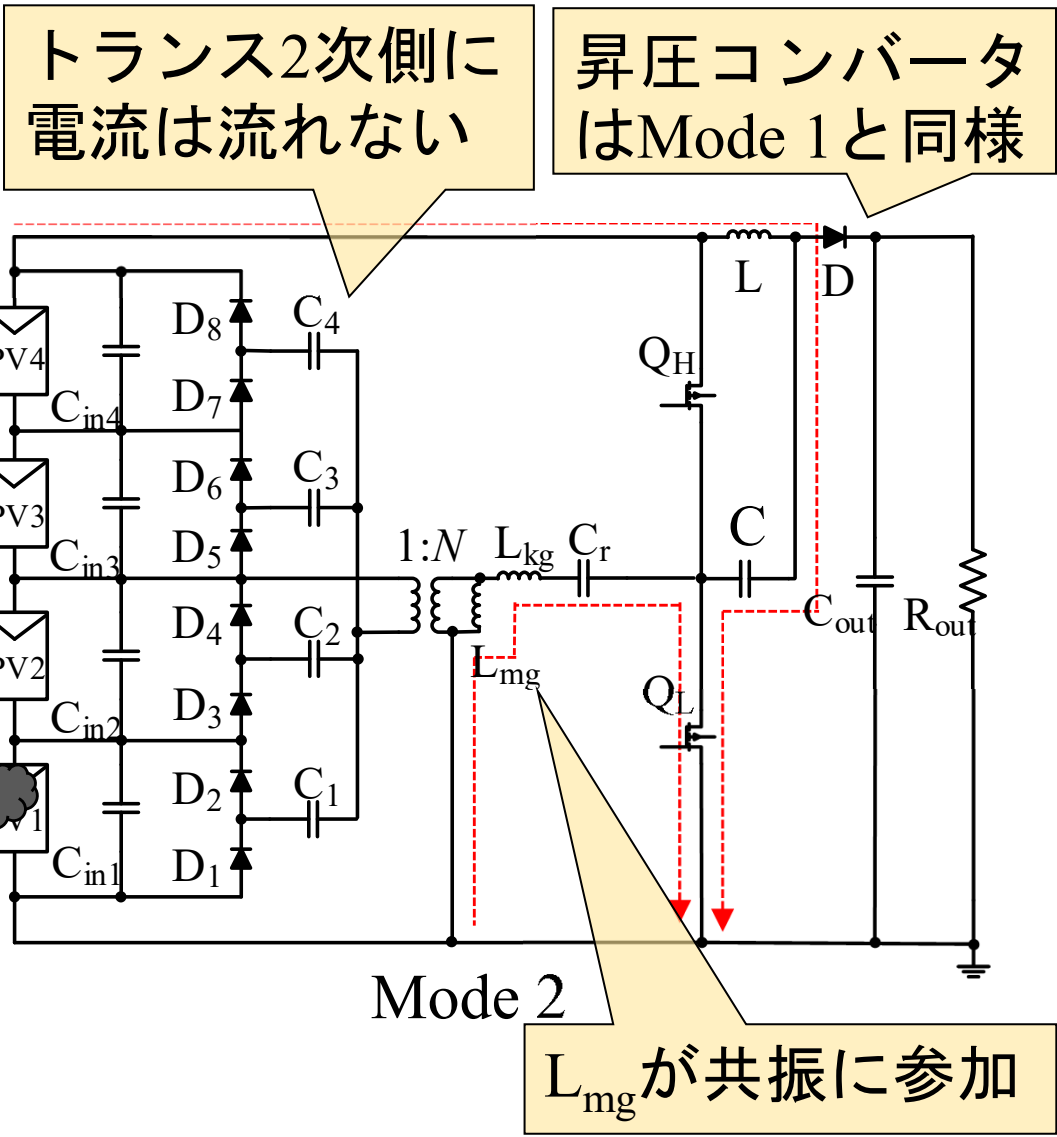 トランス2次側に
電流は流れない
昇圧コンバータ
はMode 1と同様
L
D
C4
D8
QH
PV4
D7
Cin4
C3
D6
PV3
D5
1:N
Lkg
Cr
C
Cin3
D4
C2
Cout
Rout
PV2
Lmg
QL
D3
Cin2
D2
C1
V1
D1
Cin1
Mode 2
Lmgが共振に参加